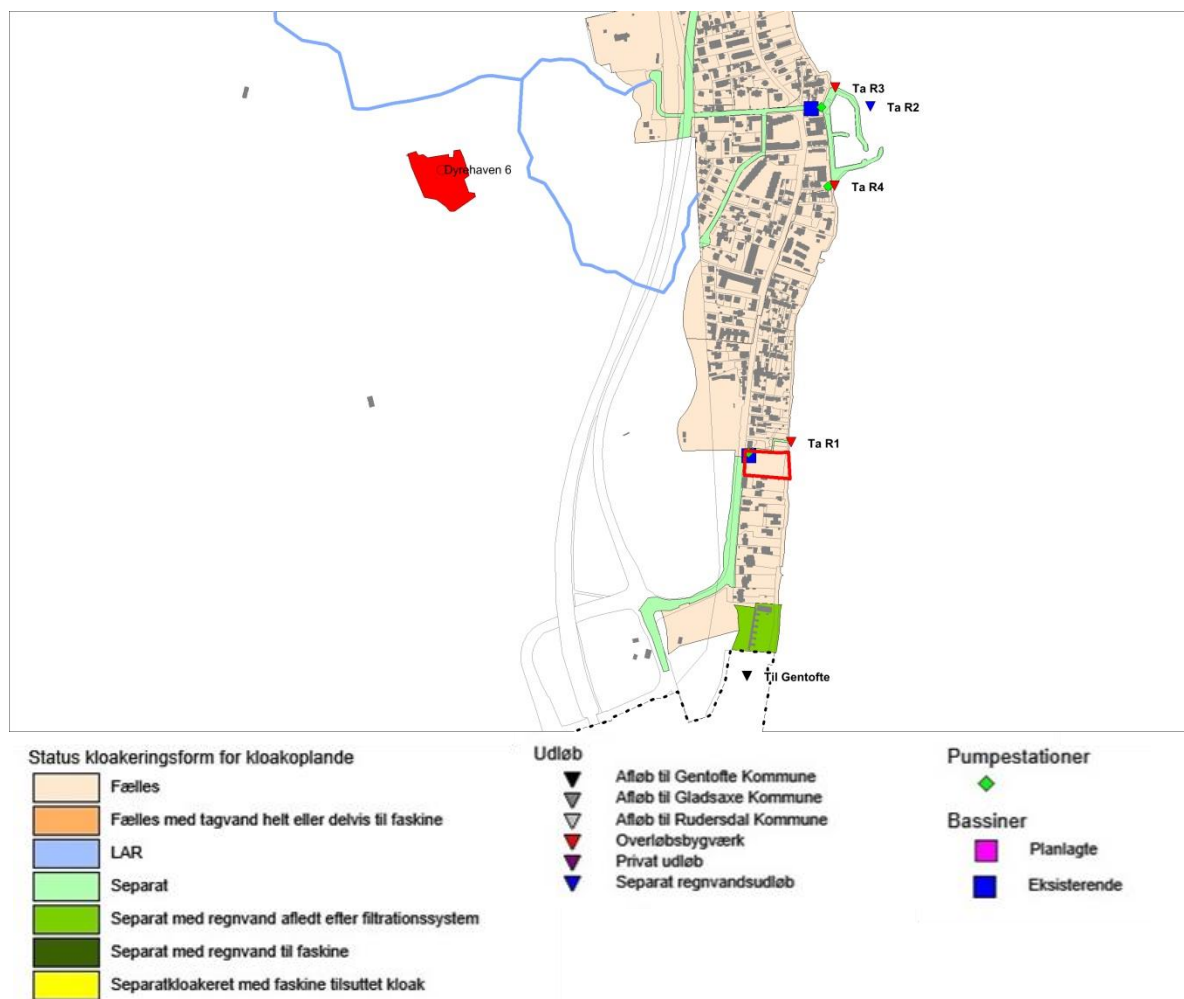 Ta R3
Ta R2
Dyrehaven 6
Ta R4
Ta R1
Til Gentofte
Status kloakeringsform for kloakoplande
Fælles
Fælles med tagvand helt eller delvis til faskine
LAR
Separat
Separat med regnvand afledt efter filtrationssystem
Separat med regnvand til faskine
Separatkloakeret med faskine tilsuttet kloak
Udløb
Afløb til Gentofte Kommune
Afløb til Gladsaxe Kommune
Afløb til Rudersdal Kommune
Overløbsbygværk
Privat udløb
Separat regnvandsudløb
Pumpestationer
Bassiner
Planlagte
Eksisterende